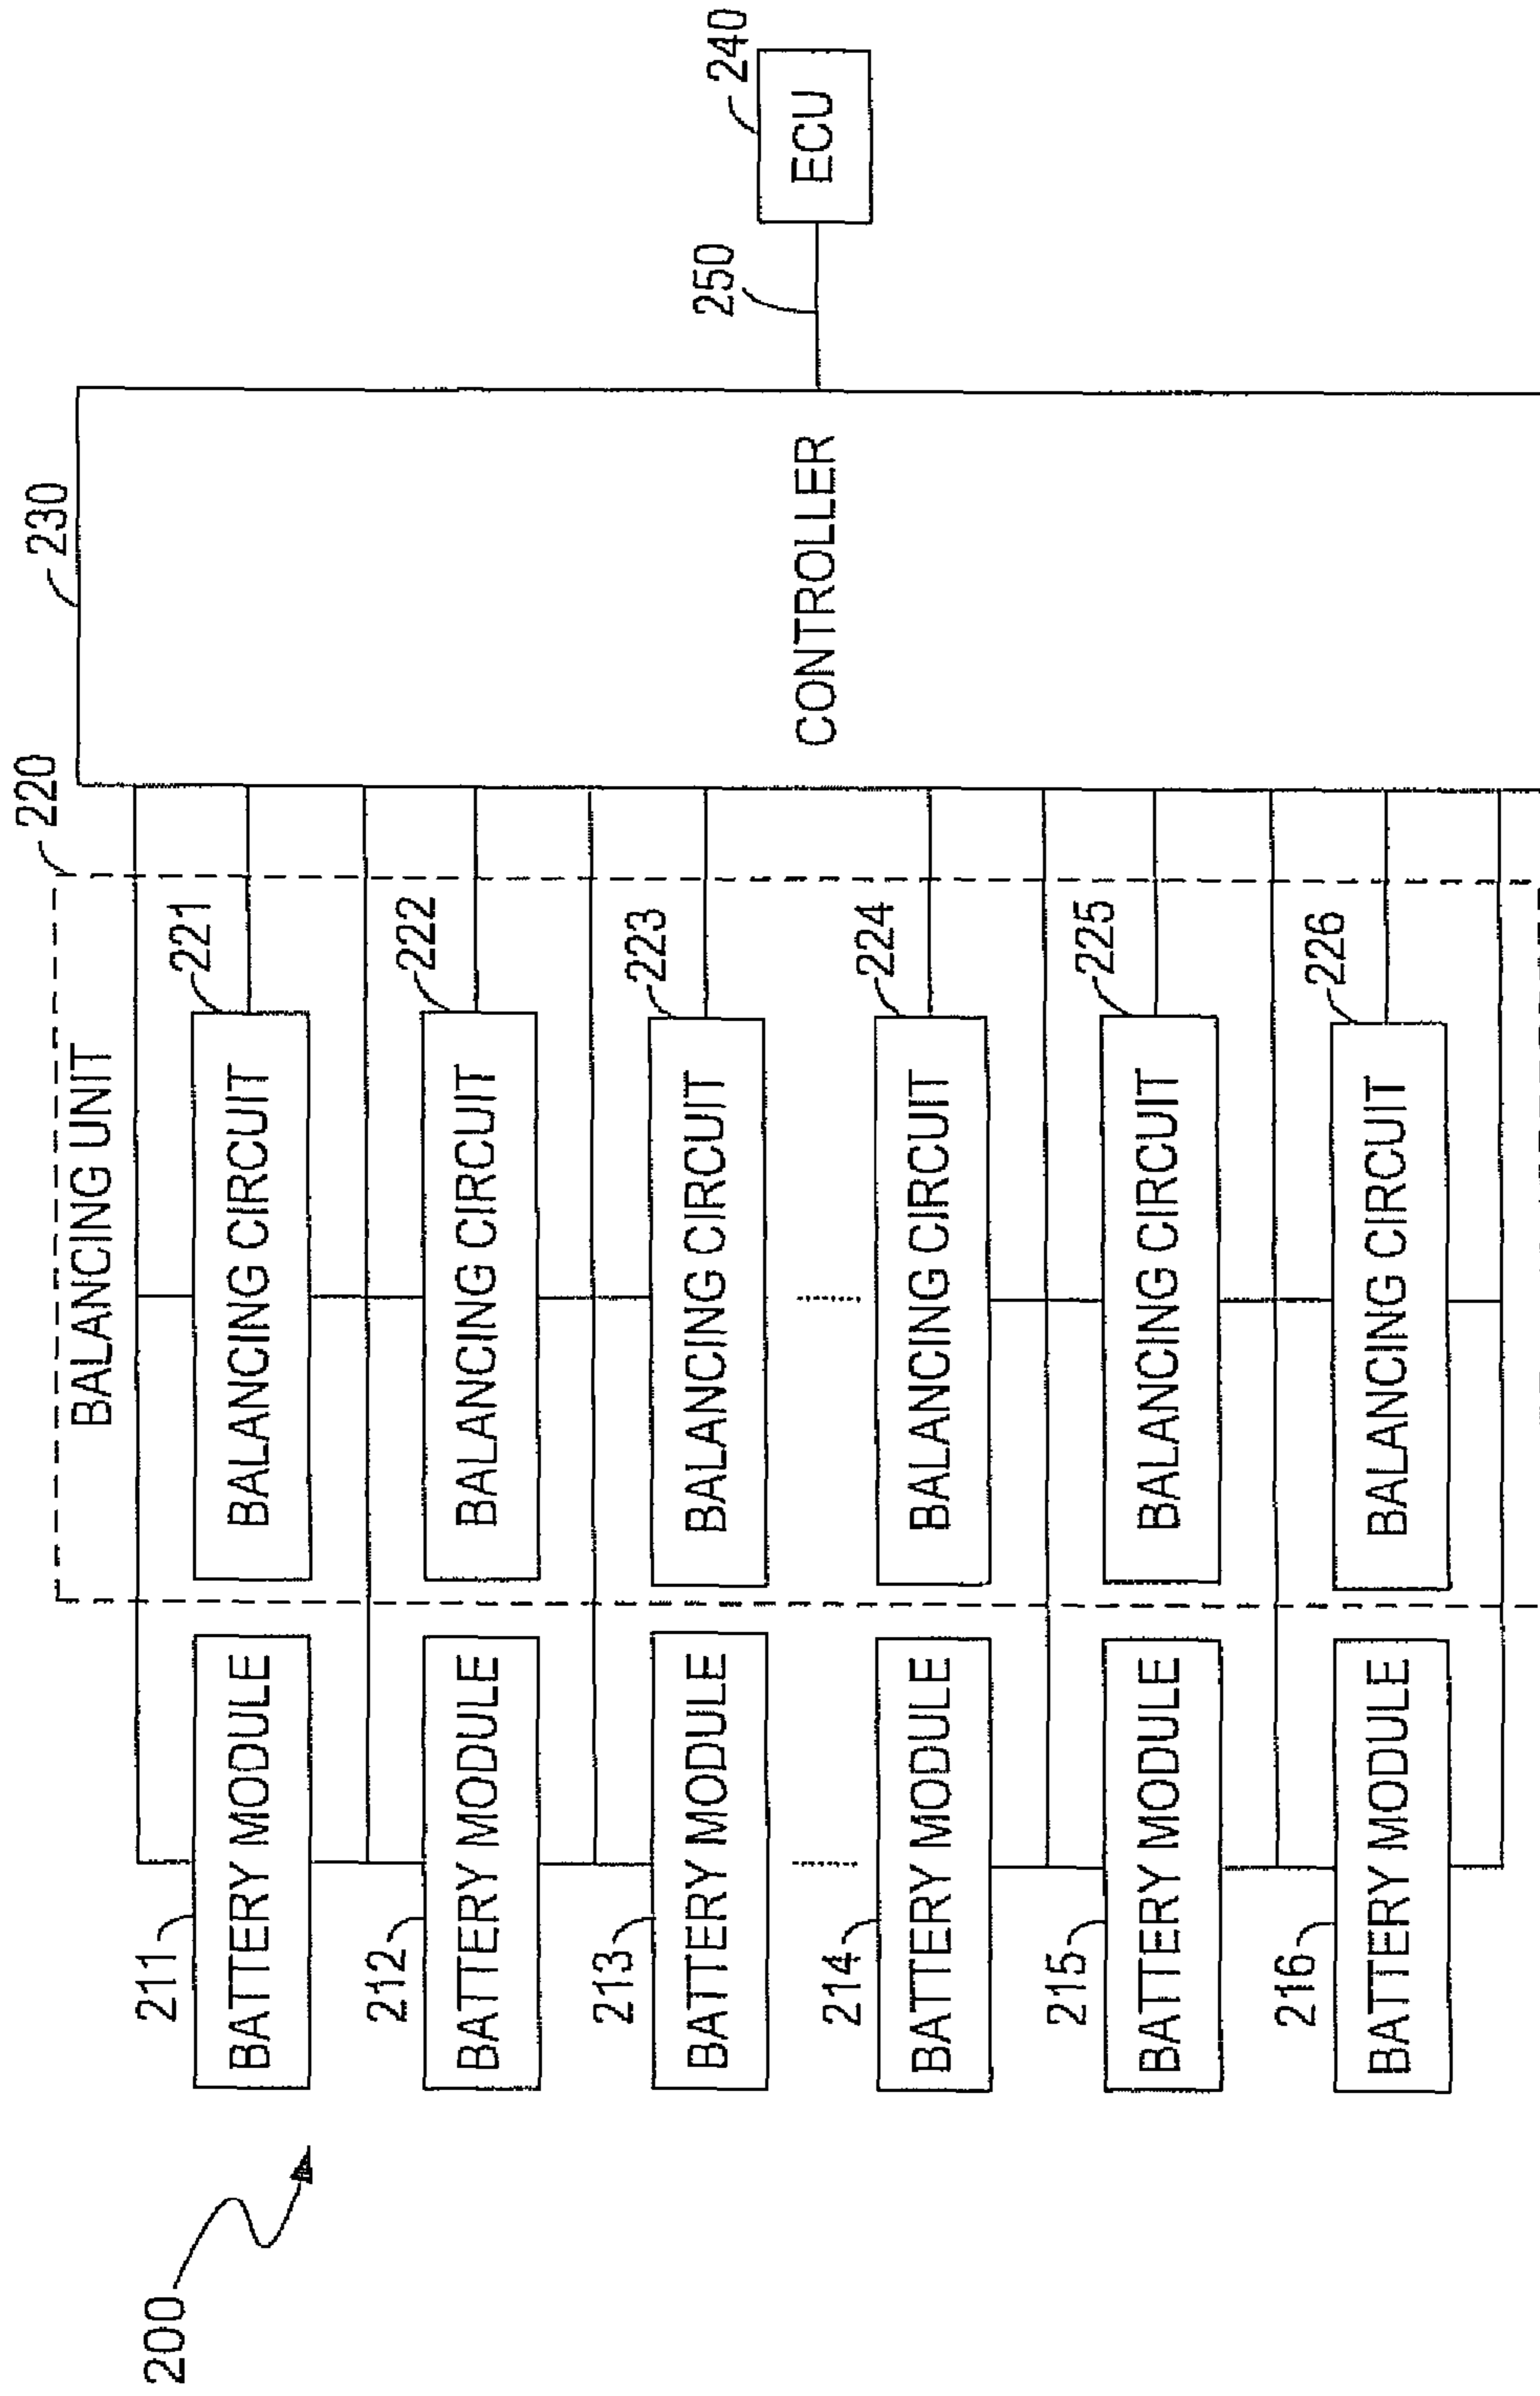 200
BALANCING UNIT
220
230
211
BATTERY MODULE
BALANCING CIRCUIT
221
212
BATTERY MODULE
BALANCING CIRCUIT
222
213
BATTERY MODULE
BALANCING CIRCUIT
223
214
BATTERY MODULE
BALANCING CIRCUIT
224
215
BATTERY MODULE
BALANCING CIRCUIT
225
216
BATTERY MODULE
BALANCING CIRCUIT
226
CONTROLLER
250
ECU
240